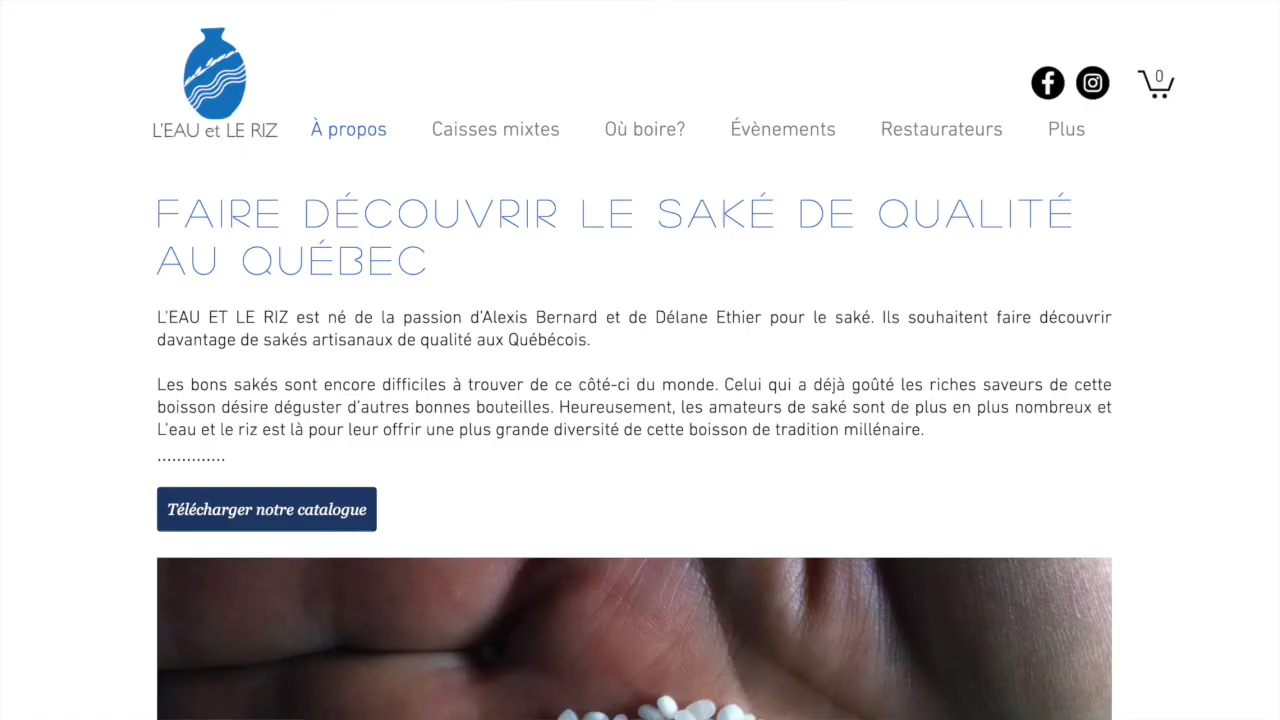 L'EAU et LE RIZ
0
À propos
Caisses mixtes
Où boire?
Évènements
Restaurateurs
Plus
FAIRE DÉCOUVRIR LE SAKÉ DE QUALITÉ
AU QUÉBEC
L'EAU ET LE RIZ est né de la passion d'Alexis Bernard et de Délane Ethier pour le saké. Ils souhaitent faire découvrir
davantage de sakés artisanaux de qualité aux Québécois.
Les bons sakés sont encore difficiles à trouver de ce côté-ci du monde. Celui qui a déjà goûté les riches saveurs de cette
boisson désire déguster d'autres bonnes bouteilles. Heureusement, les amateurs de saké sont de plus en plus nombreux et
L'eau et le riz est là pour leur offrir une plus grande diversité de cette boisson de tradition millénaire.
..............
Télécharger notre catalogue